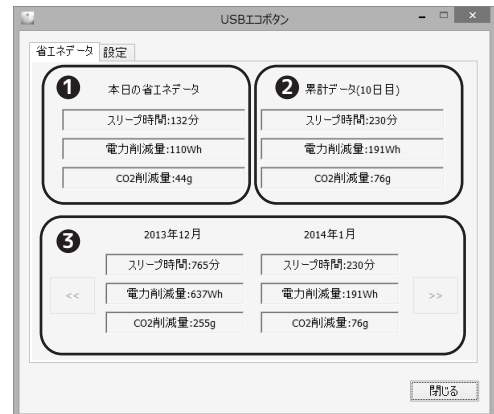 USBエコボタン
省エネデータ 設定
❶ 本日の省エネデータ
スリープ時間:132分
電力削減量:110Wh
CO2削減量:44g
❷ 累計データ(10日目)
スリープ時間:230分
電力削減量:191Wh
CO2削減量:76g
❸
2013年12月
スリープ時間:765分
電力削減量:637Wh
CO2削減量:255g
2014年1月
スリープ時間:230分
電力削減量:191Wh
CO2削減量:76g
<<
>>
閉じる